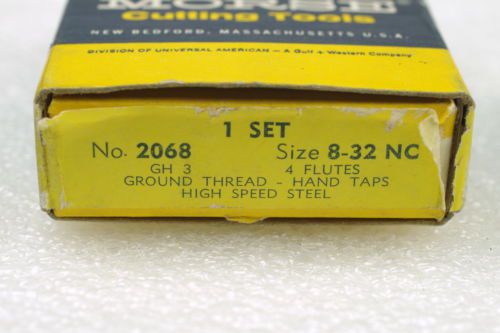 MORSE
Cutting Tools
NEW BEDFORD, MASSACHUSETTS U.S.A.
DIVISION OF UNIVERSAL AMERICAN — A Gulf + Western Company
1 SET
No. 2068 Size 8-32 NC
GH 3 4 FLUTES
GROUND THREAD - HAND TAPS
HIGH SPEED STEEL